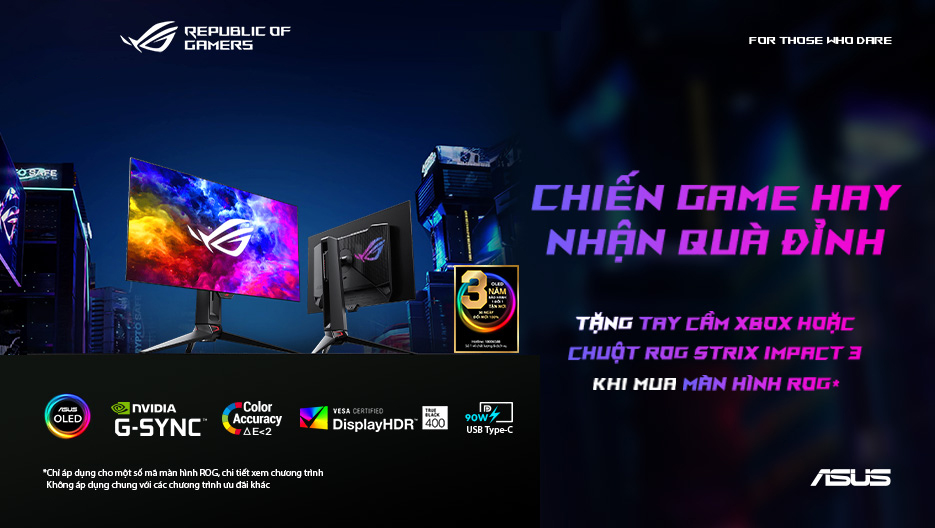 REPUBLIC OF
GAMERS
FOR THOSE WHO DARE
CHIẾN GAME HAY
NHẬN QUÀ ĐỈNH
TẶNG TAY CẦM XBOX HOẶC
CHUỘT ROG STRIX IMPACT 3
KHI MUA MÀN HÌNH ROG*
3 NĂM
OLED
ASUS
OLED
NVIDIA
G-SYNC™
Color
Accuracy
ΔE<2
VESA CERTIFIED
DisplayHDR™
TRUE
BLACK
400
90W
USB Type-C
*Chỉ áp dụng cho một số mã màn hình ROG, chi tiết xem chương trình
Không áp dụng chung với các chương trình ưu đãi khác
ASUS